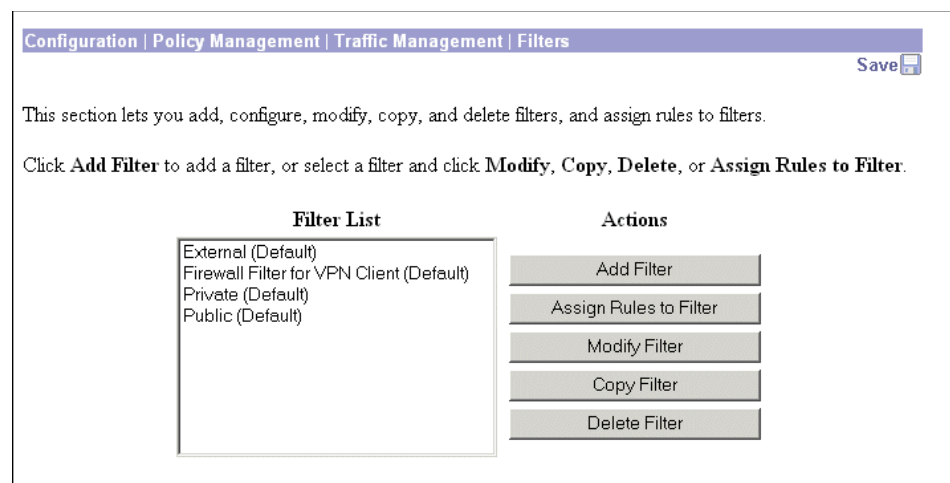 Configuration | Policy Management | Traffic Management | Filters
Save
This section lets you add, configure, modify, copy, and delete filters, and assign rules to filters.
Click Add Filter to add a filter, or select a filter and click Modify, Copy, Delete, or Assign Rules to Filter.
Filter List
Actions
External (Default)
Firewall Filter for VPN Client (Default)
Private (Default)
Public (Default)
Add Filter
Assign Rules to Filter
Modify Filter
Copy Filter
Delete Filter